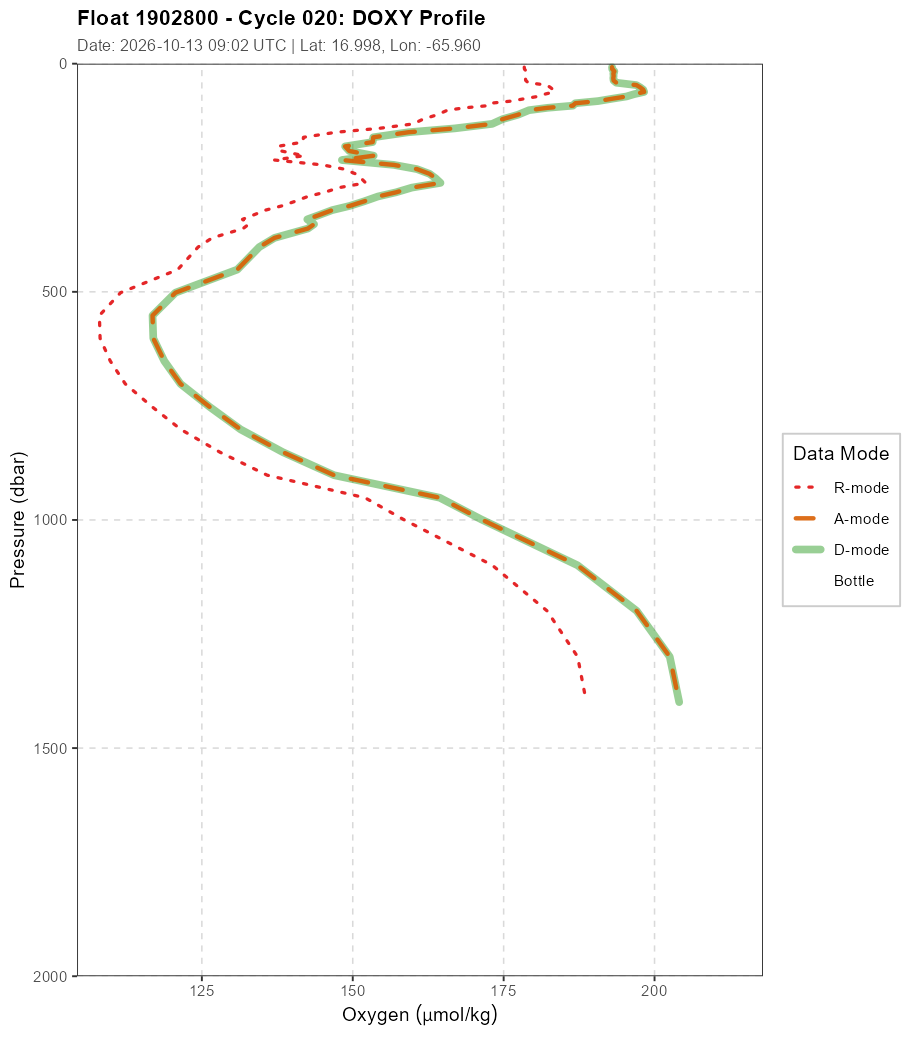 Float 1902800 - Cycle 020: DOXY Profile
Date: 2026-10-13 09:02 UTC | Lat: 16.998, Lon: -65.960
0
500
1000
1500
2000
Pressure (dbar)
125 150 175 200
Oxygen (μmol/kg)
Data Mode
R-mode
A-mode
D-mode
Bottle